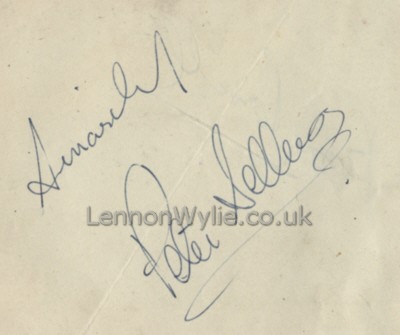 Sincerely
Peter Sellers
LennonWylie.co.uk